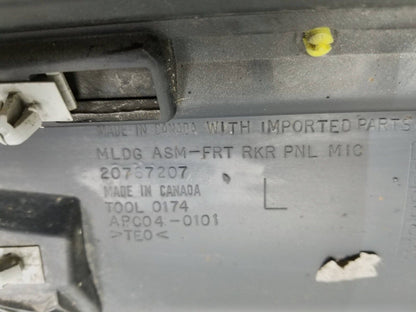 MADE IN CANADA WITH IMPORTED PARTS
MLDG ASM-FRT RKR PNL MIC
20767207
MADE IN CANADA
TOOL 0174
APC04-0101
>TEO<
L